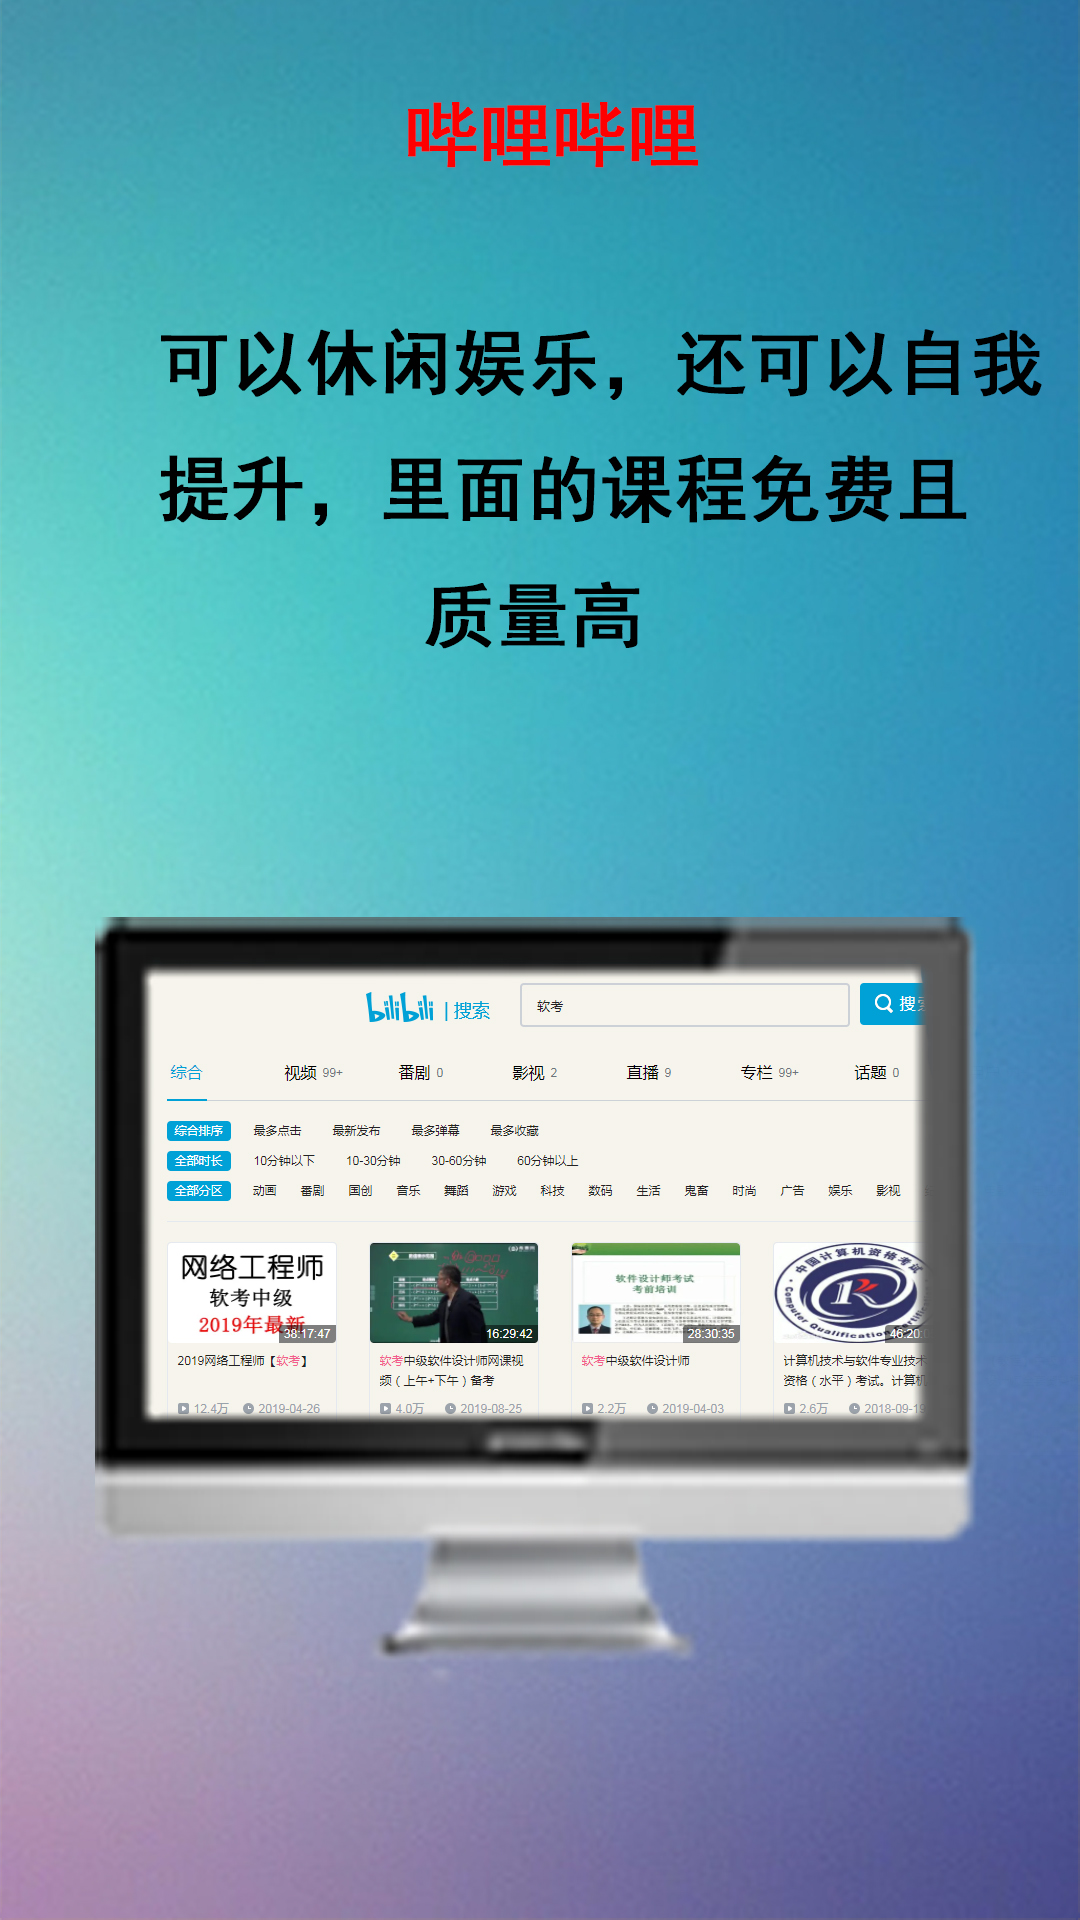 哔哩哔哩
可以休闲娱乐，还可以自我
提升，里面的课程免费且
质量高
bilibili | 搜索
软考
搜索
综合 视频 99+ 番剧 0 影视 2 直播 9 专栏 99+ 话题 0
综合排序 最多点击 最新发布 最多弹幕 最多收藏
全部时长 10分钟以下 10-30分钟 30-60分钟 60分钟以上
全部分区 动画 番剧 国创 音乐 舞蹈 游戏 科技 数码 生活 鬼畜 时尚 广告 娱乐 影视
网络工程师
软考中级
2019年最新
38:17:47
2019网络工程师【软考】
12.4万 2019-04-26
16:29:42
软考中级软件设计师网课视
频（上午+下午）备考
4.0万 2019-08-25
软件设计师考试
考前培训
28:30:35
软考中级软件设计师
2.2万 2019-04-03
中国计算机资格考试
Computer Qualification
46:20
计算机技术与软件专业技术
资格（水平）考试。计算机
2.6万 2018-09-19